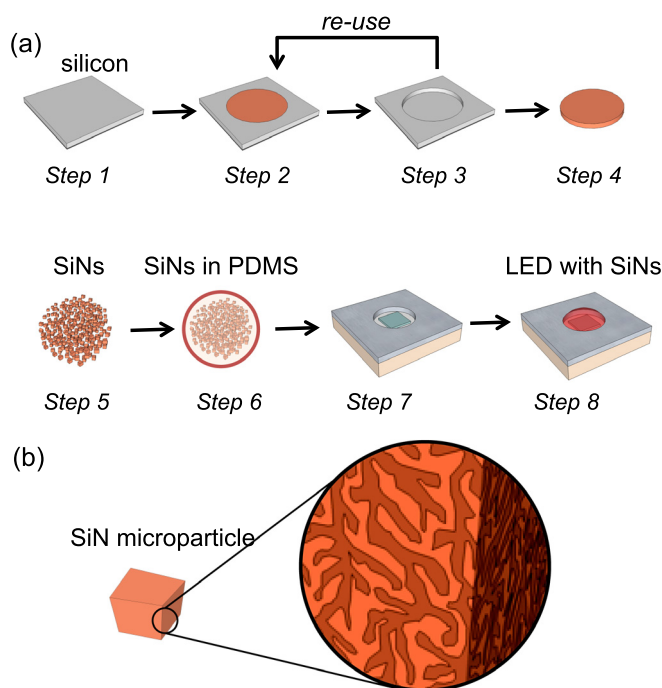 (a)
re-use
silicon
Step 1
Step 2
Step 3
Step 4
SiNs
SiNs in PDMS
LED with SiNs
Step 5
Step 6
Step 7
Step 8
(b)
SiN microparticle